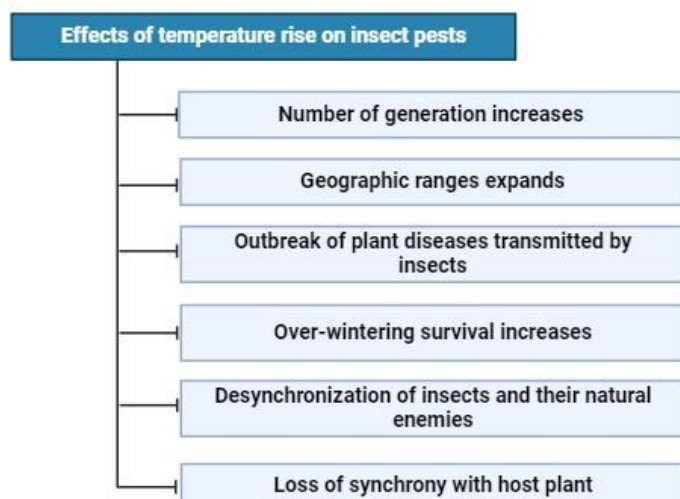 Effects of temperature rise on insect pests
Number of generation increases
Geographic ranges expands
Outbreak of plant diseases transmitted by
insects
Over-wintering survival increases
Desynchronization of insects and their natural
enemies
Loss of synchrony with host plant